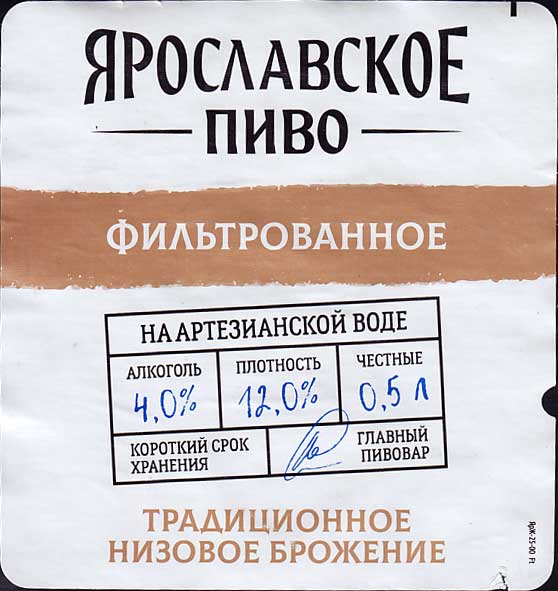 ЯРОСЛАВСКОЕ
ПИВО
ФИЛЬТРОВАННОЕ
НА АРТЕЗИАНСКОЙ ВОДЕ
АЛКОГОЛЬ
4,0%
ПЛОТНОСТЬ
12,0%
ЧЕСТНЫЕ
0,5 Л
КОРОТКИЙ СРОК
ХРАНЕНИЯ
ГЛАВНЫЙ
ПИВОВАР
ТРАДИЦИОННОЕ
НИЗОВОЕ БРОЖЕНИЕ